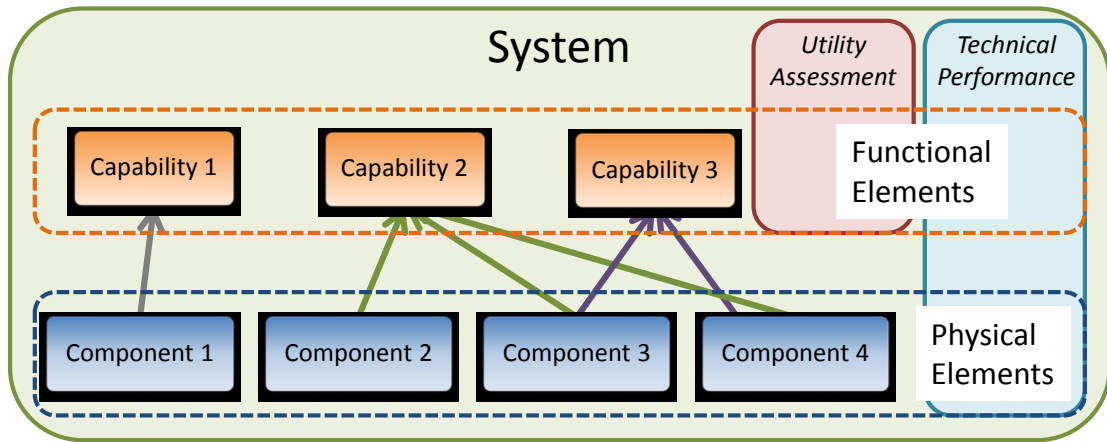 System
Utility
Assessment
Technical
Performance
Capability 1
Capability 2
Capability 3
Functional
Elements
Component 1
Component 2
Component 3
Component 4
Physical
Elements